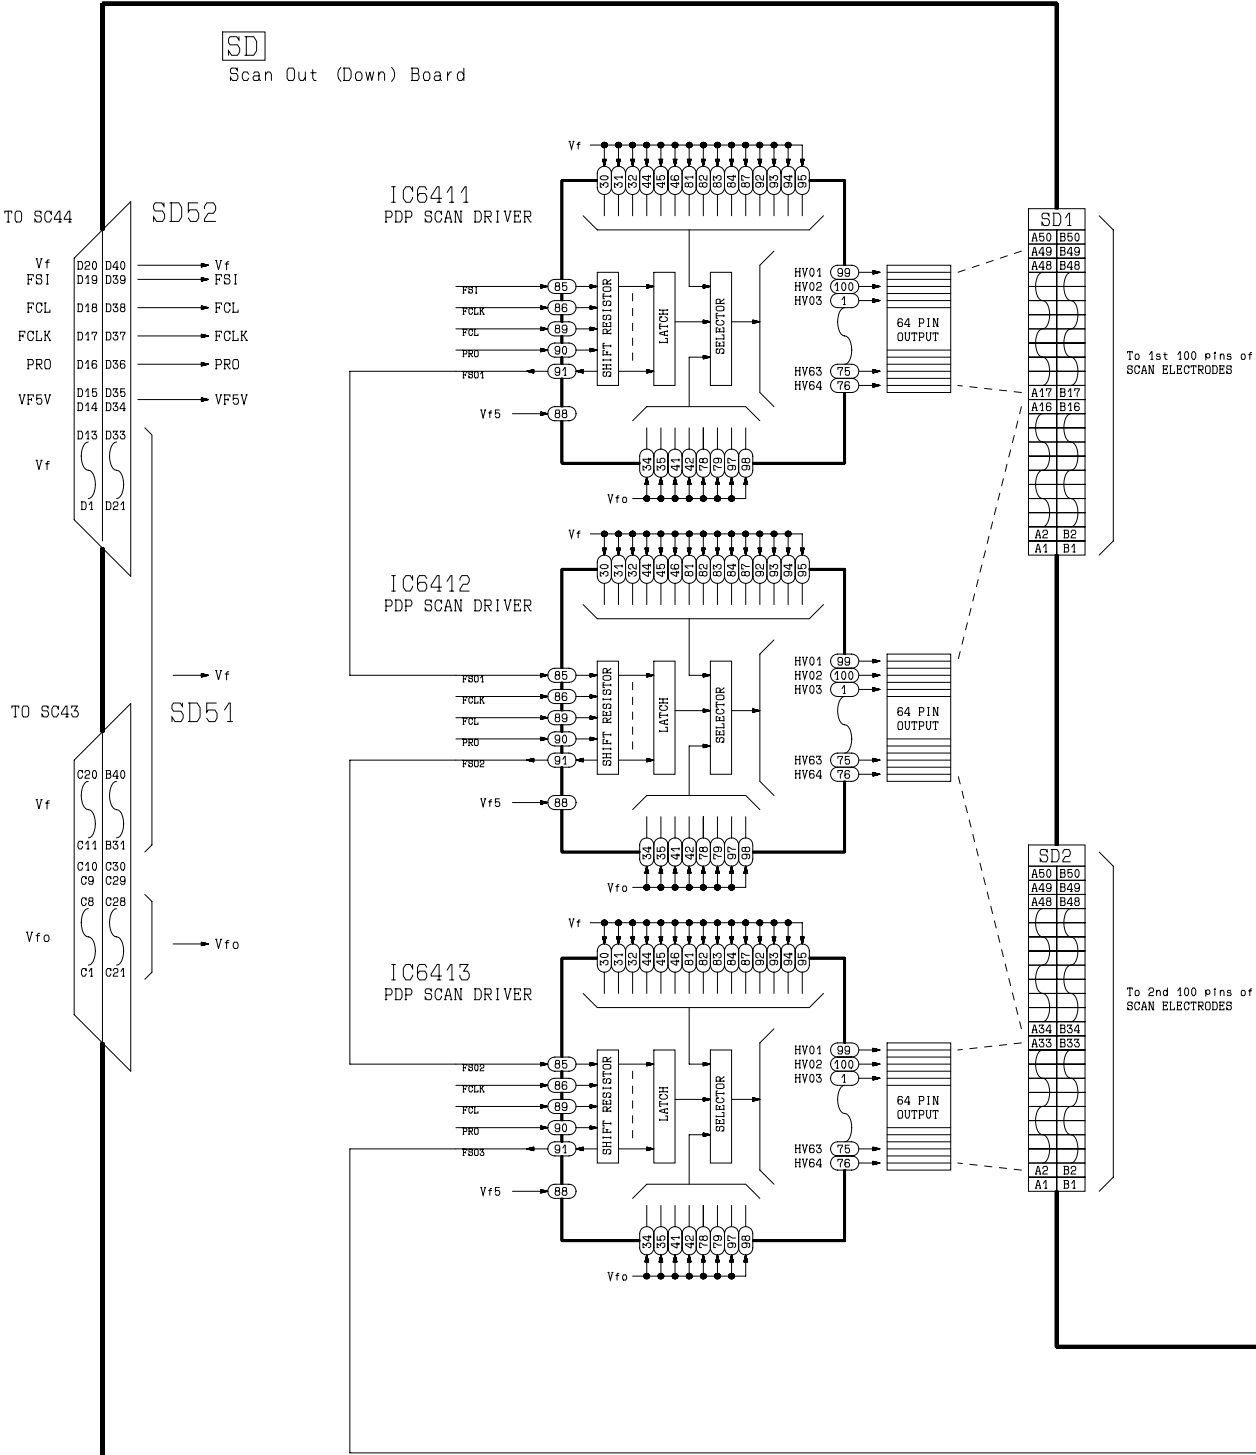 SD
Scan Out (Down) Board
TO SC44
SD52
Vf D20 D40 Vf
FSI D19 D39 FSI
FCL D18 D38 FCL
FCLK D17 D37 FCLK
PRO D16 D36 PRO
D15 D35
VF5V VF5V
D14 D34
D13 D33
Vf
D1 D21
Vf
TO SC43
SD51
C20 B40
Vf
C11 B31
C10 C30
C9 C29
C8 C28
Vfo Vfo
C1 C21
IC6411
PDP SCAN DRIVER
Vf
30 31 32 44 45 46 81 82 83 84 87 92 93 94 95
FSI 85
FCLK 86
FCL 89
PRO 90
FSO1 91
Vf5 88
SHIFT RESISTOR
LATCH
SELECTOR
HV01 99
HV02 100
HV03 1
HV63 75
HV64 76
64 PIN
OUTPUT
34 35 41 42 78 79 97 98
Vfo
IC6412
PDP SCAN DRIVER
Vf
30 31 32 44 45 46 81 82 83 84 87 92 93 94 95
FSO1 85
FCLK 86
FCL 89
PRO 90
FSO2 91
Vf5 88
SHIFT RESISTOR
LATCH
SELECTOR
HV01 99
HV02 100
HV03 1
HV63 75
HV64 76
64 PIN
OUTPUT
34 35 41 42 78 79 97 98
Vfo
IC6413
PDP SCAN DRIVER
Vf
30 31 32 44 45 46 81 82 83 84 87 92 93 94 95
FSO2 85
FCLK 86
FCL 89
PRO 90
FSO3 91
Vf5 88
SHIFT RESISTOR
LATCH
SELECTOR
HV01 99
HV02 100
HV03 1
HV63 75
HV64 76
64 PIN
OUTPUT
34 35 41 42 78 79 97 98
Vfo
SD1
A50 B50
A49 B49
A48 B48
A17 B17
A16 B16
A2 B2
A1 B1
To 1st 100 pins of
SCAN ELECTRODES
SD2
A50 B50
A49 B49
A48 B48
A34 B34
A33 B33
A2 B2
A1 B1
To 2nd 100 pins of
SCAN ELECTRODES